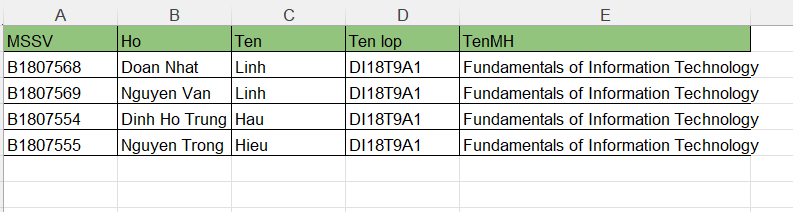 A B C D E
MSSV Ho Ten Ten lop TenMH
B1807568 Doan Nhat Linh DI18T9A1 Fundamentals of Information Technology
B1807569 Nguyen Van Linh DI18T9A1 Fundamentals of Information Technology
B1807554 Dinh Ho Trung Hau DI18T9A1 Fundamentals of Information Technology
B1807555 Nguyen Trong Hieu DI18T9A1 Fundamentals of Information Technology